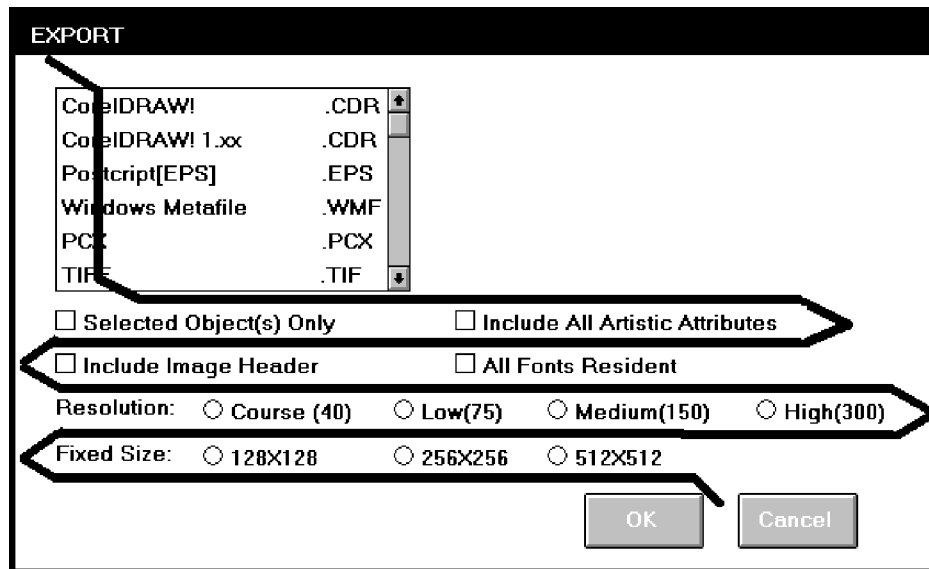 EXPORT
CorelDRAW! .CDR
CorelDRAW! 1.xx .CDR
Postcript[EPS] .EPS
Windows Metafile .WMF
PCX .PCX
TIFF .TIF
Selected Object(s) Only Include All Artistic Attributes
Include Image Header All Fonts Resident
Resolution: Course (40) Low(75) Medium(150) High(300)
Fixed Size: 128X128 256X256 512X512
OK Cancel